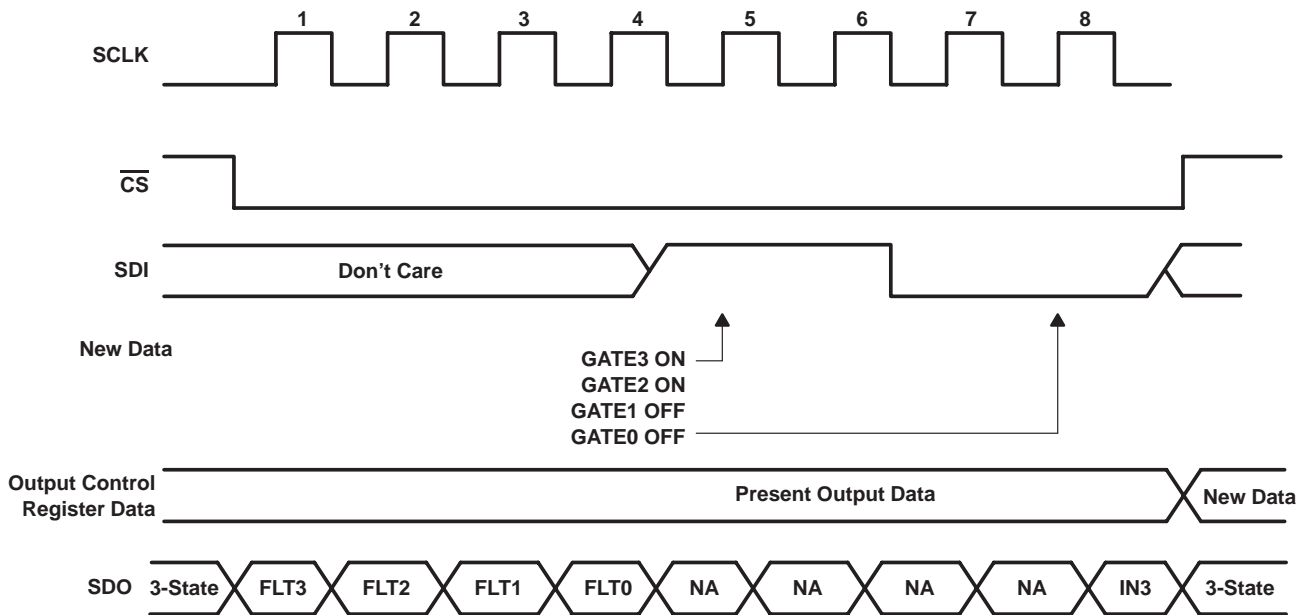 1 2 3 4 5 6 7 8
SCLK
CS
SDI
Don't Care
New Data
GATE3 ON
GATE2 ON
GATE1 OFF
GATE0 OFF
Output Control
Register Data
Present Output Data
New Data
SDO 3-State FLT3 FLT2 FLT1 FLT0 NA NA NA NA IN3 3-State